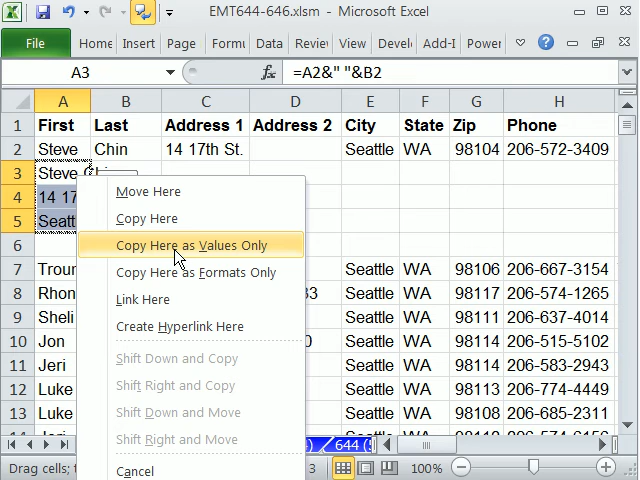 EMT644-646.xlsm - Microsoft Excel
File Home Insert Page Form Data Review View Develo Add-I Power
A3 fx =A2&" "&B2
A B C D E F G H
1 First Last Address 1 Address 2 City State Zip Phone
2 Steve Chin 14 17th St. Seattle WA 98104 206-572-3409
3 Steve
4 14 17
5 Seatt
6
7 Troun Seattle WA 98106 206-667-3154
8 Rhon 33 Seattle WA 98117 206-574-1265
9 Sheli Seattle WA 98111 206-637-4014
10 Jon 0 Seattle WA 98114 206-515-5102
11 Jeri Seattle WA 98114 206-583-2943
12 Luke Seattle WA 98113 206-774-4449
13 Luke Seattle WA 98108 206-685-2311
Move Here
Copy Here
Copy Here as Values Only
Copy Here as Formats Only
Link Here
Create Hyperlink Here
Shift Down and Copy
Shift Right and Copy
Shift Down and Move
Shift Right and Move
Cancel
644 (
Drag cells; 3 100%